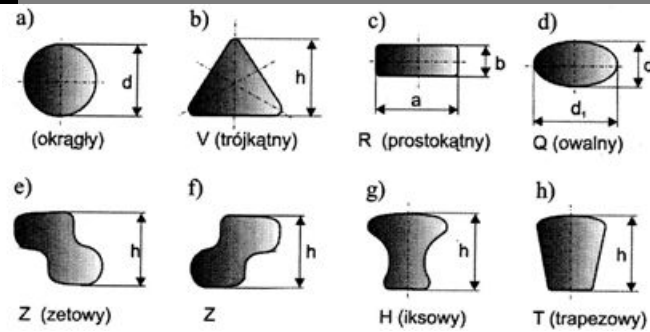 a) b) c) d)
d h b d
a d₁
(okrągły) V (trójkątny) R (prostokątny) Q (owalny)
e) f) g) h)
h h h h
Z (zetowy) Z H (iksowy) T (trapezowy)